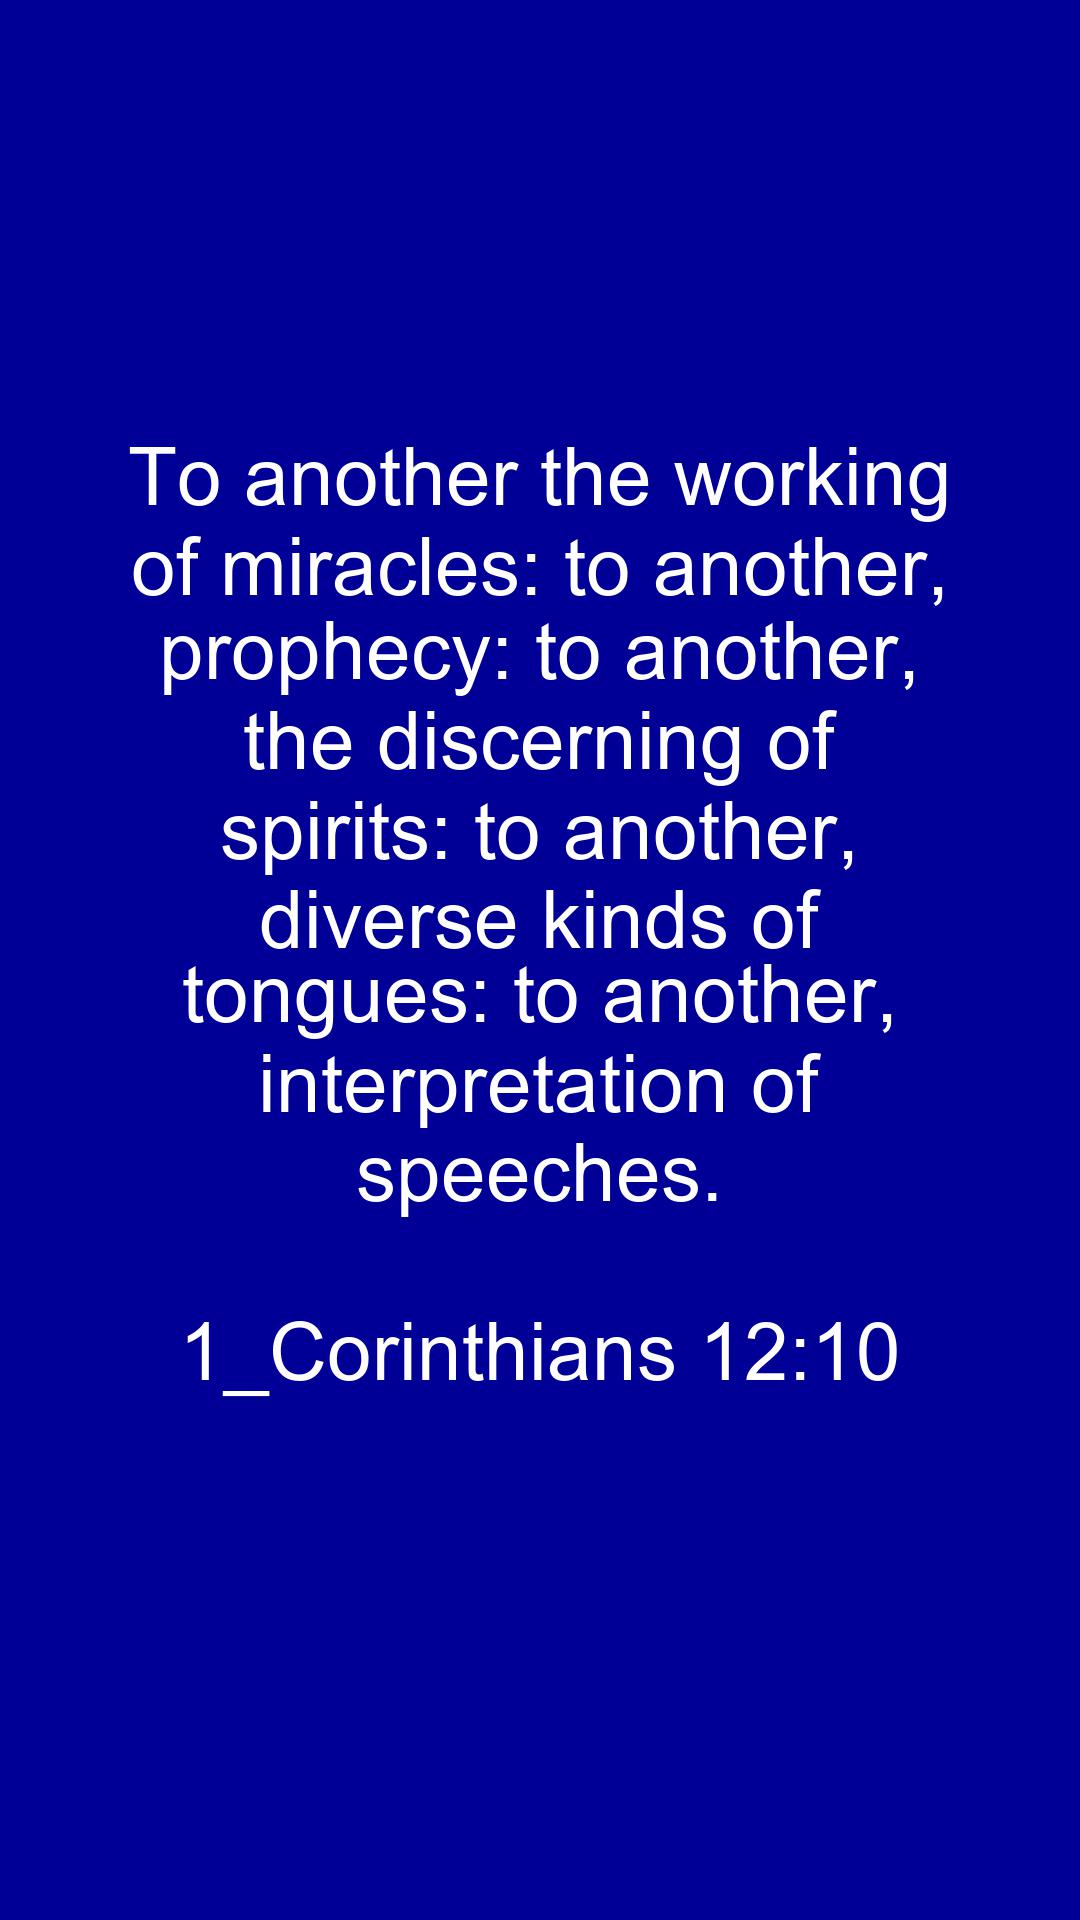 To another the working
of miracles: to another,
prophecy: to another,
the discerning of
spirits: to another,
diverse kinds of
tongues: to another,
interpretation of
speeches.
1_Corinthians 12:10